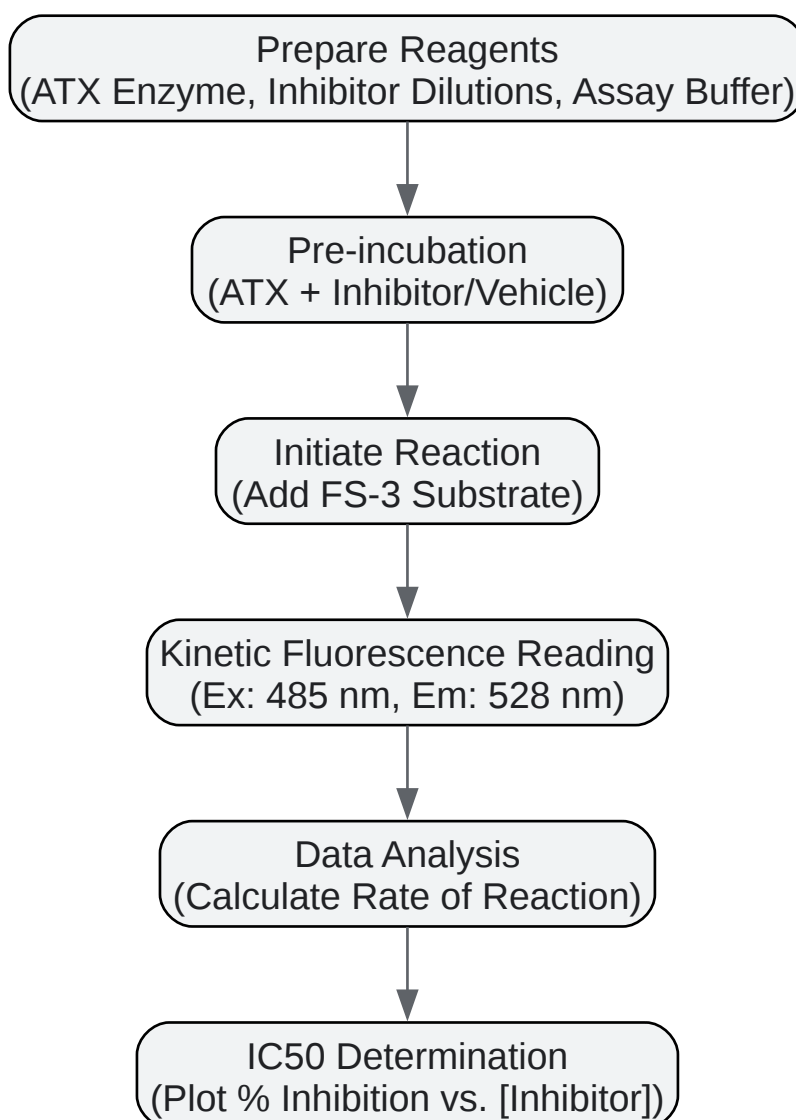 Prepare Reagents
(ATX Enzyme, Inhibitor Dilutions, Assay Buffer)
Pre-incubation
(ATX + Inhibitor/Vehicle)
Initiate Reaction
(Add FS-3 Substrate)
Kinetic Fluorescence Reading
(Ex: 485 nm, Em: 528 nm)
Data Analysis
(Calculate Rate of Reaction)
IC50 Determination
(Plot % Inhibition vs. [Inhibitor])